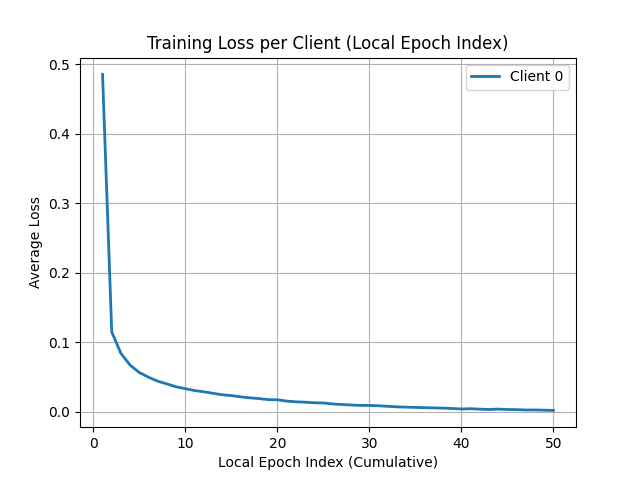 Training Loss per Client (Local Epoch Index)
Client 0
Average Loss
0.5
0.4
0.3
0.2
0.1
0.0
0 10 20 30 40 50
Local Epoch Index (Cumulative)